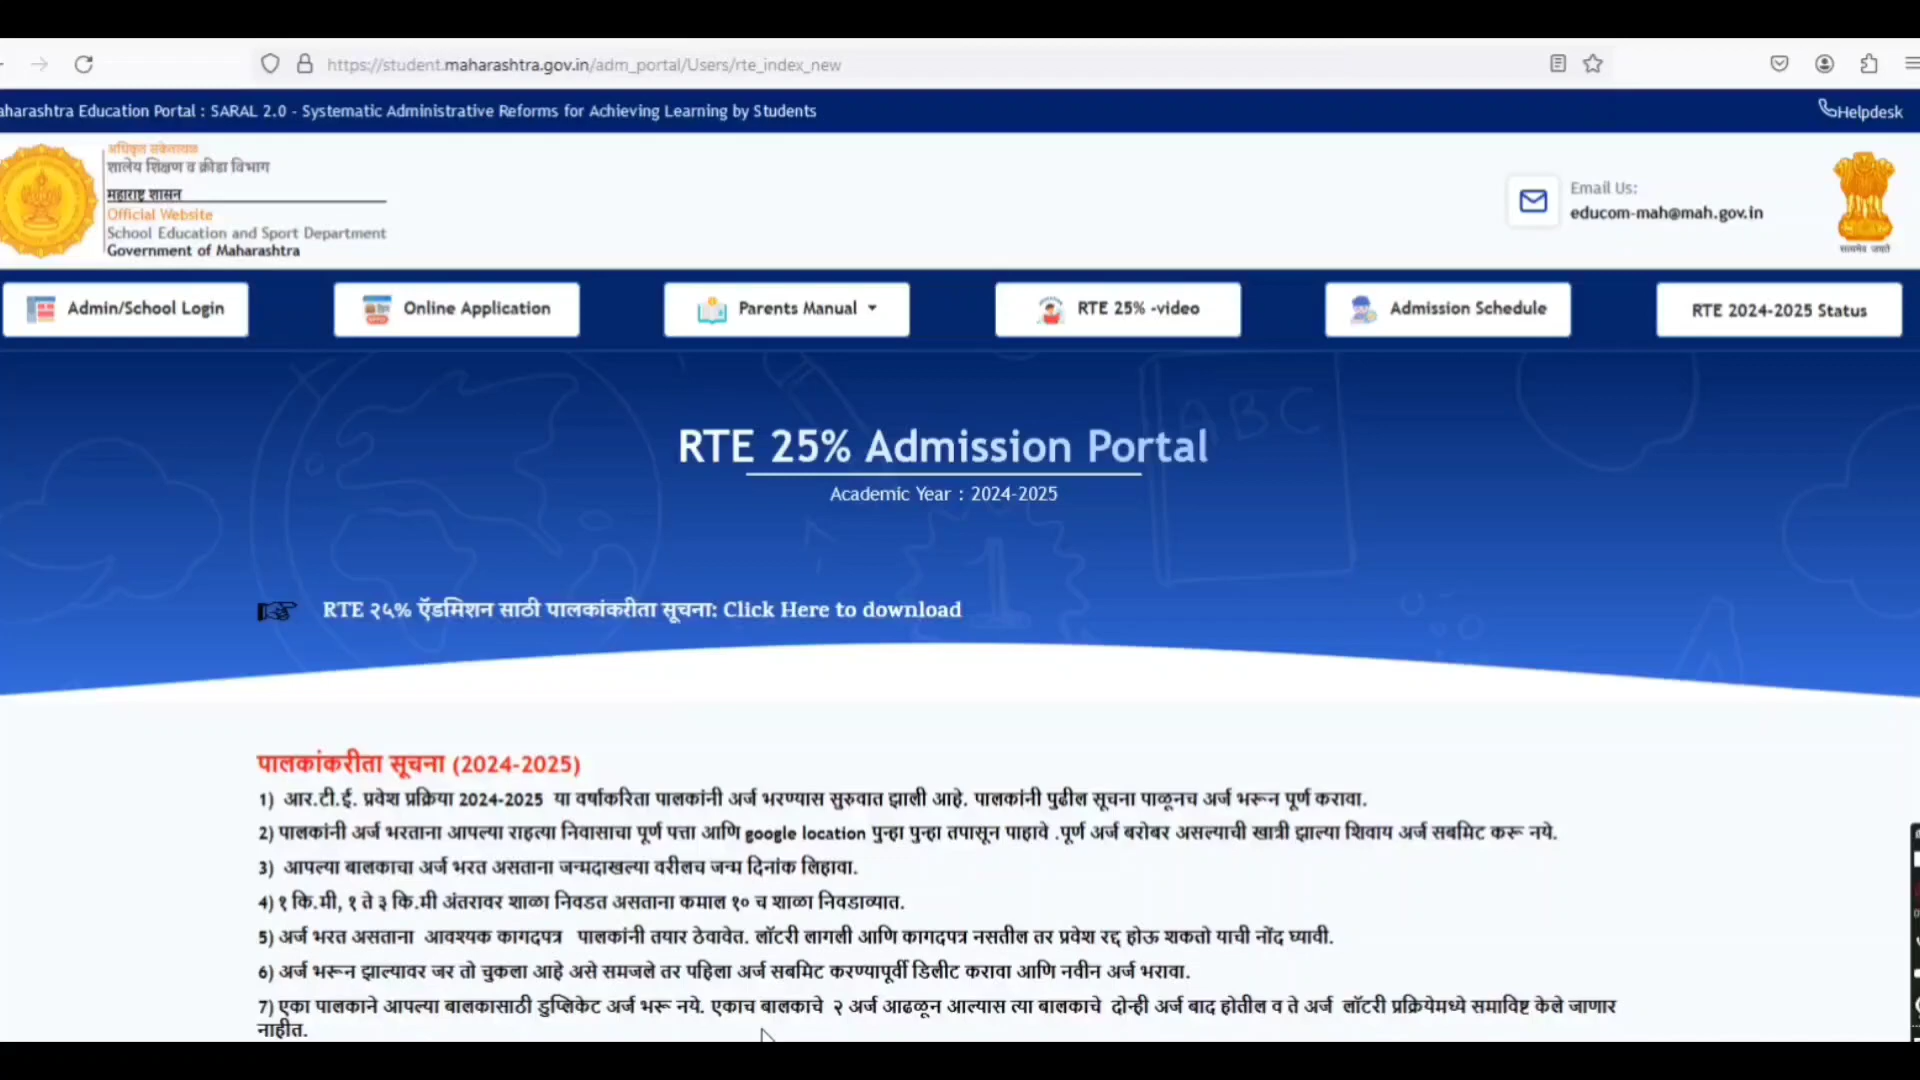 https://student.maharashtra.gov.in/adm_portal/Users/rte_index_new
aharashtra Education Portal : SARAL 2.0 - Systematic Administrative Reforms for Achieving Learning by Students
Helpdesk
अधिकृत संकेतस्थळ
शालेय शिक्षण व क्रीडा विभाग
महाराष्ट्र शासन
Official Website
School Education and Sport Department
Government of Maharashtra
Email Us:
educom-mah@mah.gov.in
सत्यमेव जयते
Admin/School Login
Online Application
Parents Manual
RTE 25% -video
Admission Schedule
RTE 2024-2025 Status
ABC
RTE 25% Admission Portal
Academic Year : 2024-2025
1
RTE २५% ऍडमिशन साठी पालकांकरीता सूचना: Click Here to download
पालकांकरीता सूचना (2024-2025)
1) आर.टी.ई. प्रवेश प्रक्रिया 2024-2025 या वर्षाकरिता पालकांनी अर्ज भरण्यास सुरुवात झाली आहे. पालकांनी पुढील सूचना पाळूनच अर्ज भरून पूर्ण करावा.
2) पालकांनी अर्ज भरताना आपल्या राहत्या निवासाचा पूर्ण पत्ता आणि google location पुन्हा पुन्हा तपासून पाहावे .पूर्ण अर्ज बरोबर असल्याची खात्री झाल्या शिवाय अर्ज सबमिट करू नये.
3) आपल्या बालकाचा अर्ज भरत असताना जन्मदाखल्या वरीलच जन्म दिनांक लिहावा.
4) १ कि.मी, १ ते ३ कि.मी अंतरावर शाळा निवडत असताना कमाल १० च शाळा निवडाव्यात.
5) अर्ज भरत असताना आवश्यक कागदपत्र पालकांनी तयार ठेवावेत. लॉटरी लागली आणि कागदपत्र नसतील तर प्रवेश रद्द होऊ शकतो याची नोंद घ्यावी.
6) अर्ज भरून झाल्यावर जर तो चुकला आहे असे समजले तर पहिला अर्ज सबमिट करण्यापूर्वी डिलीट करावा आणि नवीन अर्ज भरावा.
7) एका पालकाने आपल्या बालकासाठी डुप्लिकेट अर्ज भरू नये. एकाच बालकाचे २ अर्ज आढळून आल्यास त्या बालकाचे दोन्ही अर्ज बाद होतील व ते अर्ज लॉटरी प्रक्रियेमध्ये समाविष्ट केले जाणार
नाहीत.